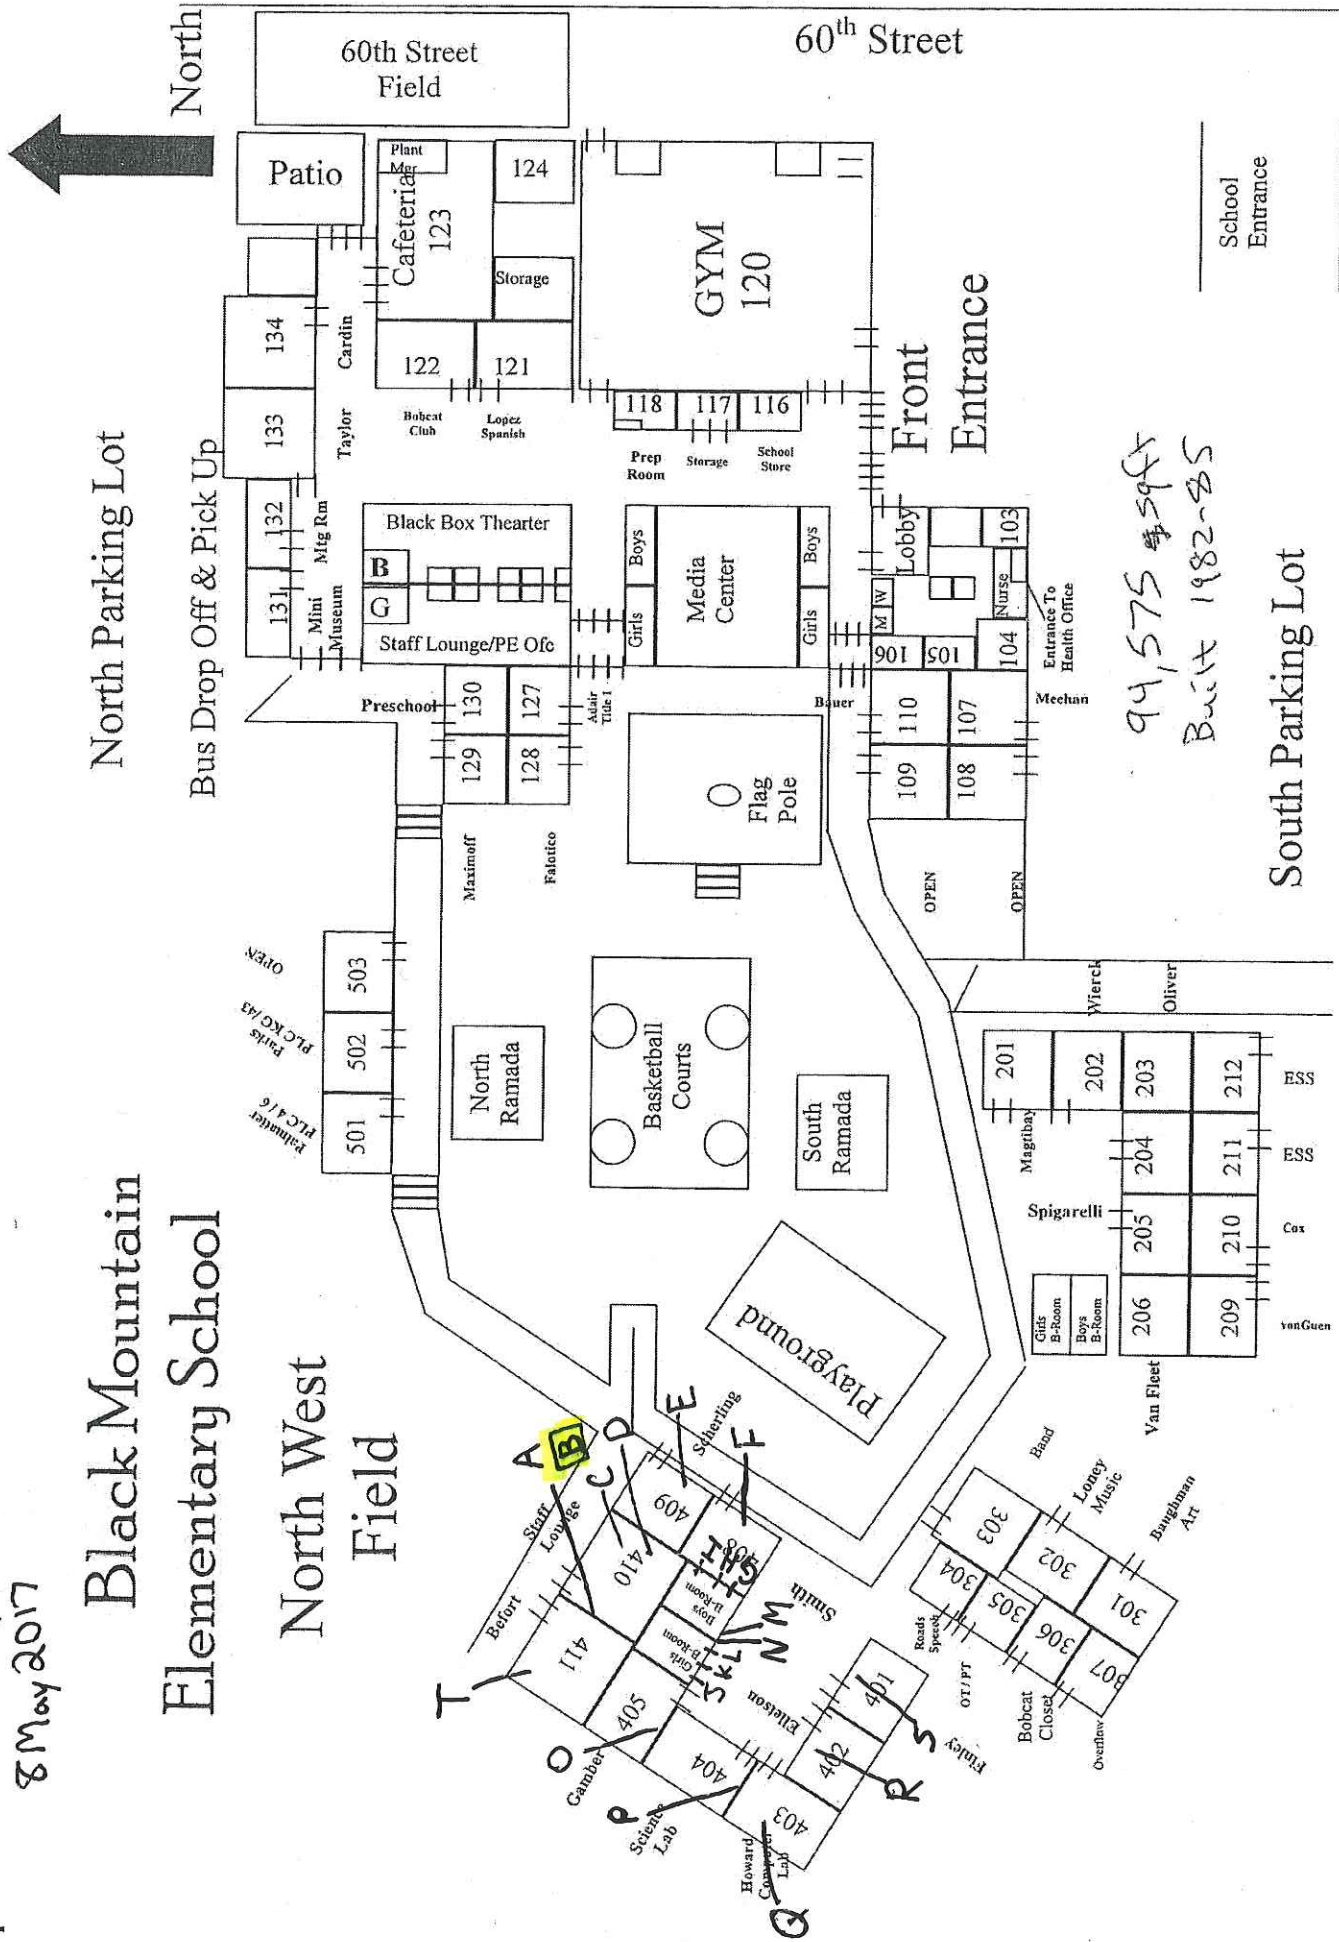 8 May 2017
Black Mountain
Elementary School
North West
Field
North Parking Lot
Bus Drop Off & Pick Up
North
60th Street
Field
60th Street
Patio
Plant
Mgr
Cafeteria
123
124
Storage
122
121
Bobcat
Club
Lopez
Spanish
134
Cardin
133
Taylor
132
Mtg Rm
131
Mini
Museum
Black Box Thearter
B
G
Staff Lounge/PE Ofc
GYM
120
118
117
116
Prep
Room
Storage
School
Store
Front
Entrance
School
Entrance
Boys
Girls
Media
Center
Boys
Girls
Lobby
M
W
103
Nurse
104
105
106
Entrance To
Health Office
Preschool
130
127
129
128
Adair
Title I
Maximoff
Falotico
Bauer
110
107
109
108
Meehan
OPEN
OPEN
94,575 sqft
Built 1982-85
South Parking Lot
Flag
Pole
OPEN
Parks
PLC KG /43
Palmatier
PLC 4 / 6
503
502
501
North
Ramada
Basketball
Courts
South
Ramada
Playground
Wierck
Oliver
201
202
203
212
ESS
Magtibay
204
211
ESS
Spigarelli
205
210
Cox
Girls
B-Room
Boys
B-Room
206
209
vonGuen
Van Fleet
Band
Loney
Music
Baughman
Art
303
302
301
304
305
306
307
Roads
Speech
OT / PT
Bobcat
Closet
Overflow
Staff
Lounge
Befort
Scherling
Smith
Elletson
Finley
Gamber
Science
Lab
Howard
Computer
Lab
409
408
410
411
405
404
403
402
401
Boys
B-Room
Girls
B-Room
A
B
C
D
E
F
G
H
I
J
K
L
M
N
O
P
Q
R
S
T